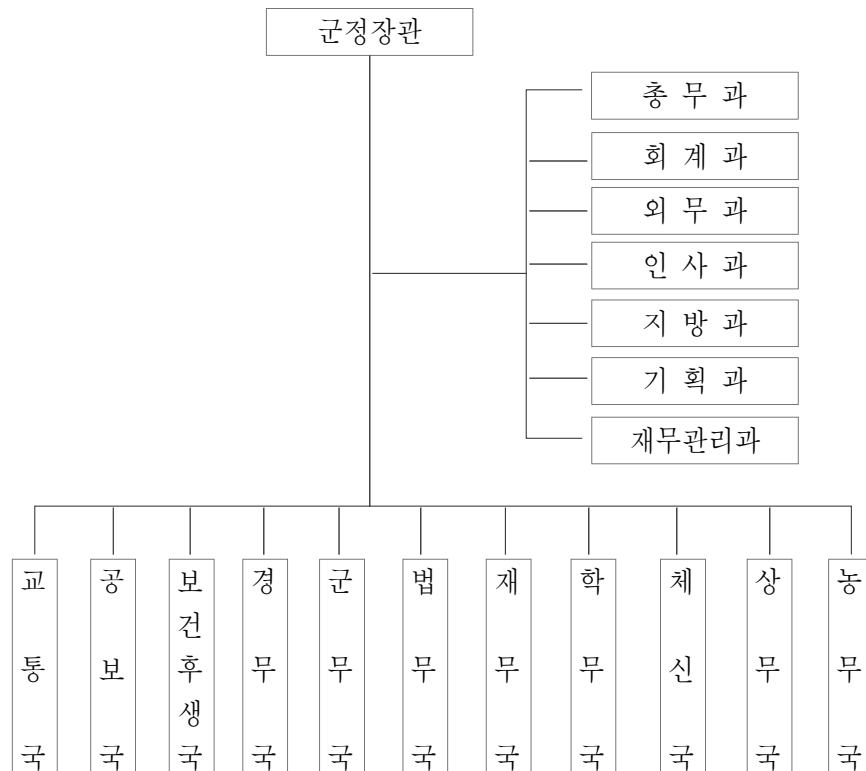 군정장관
총 무 과
회 계 과
외 무 과
인 사 과
지 방 과
기 획 과
재무관리과
교통국
공보국
보건후생국
경무국
군무국
법무국
재무국
학무국
체신국
상무국
농무국